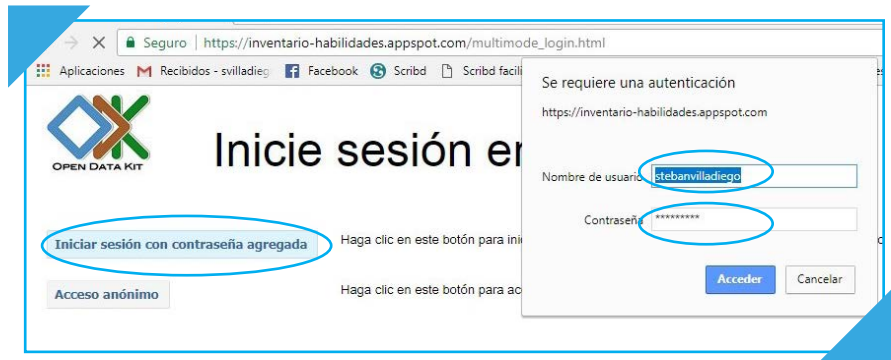 Seguro | https://inventario-habilidades.appspot.com/multimode_login.html
Aplicaciones Recibidos - svilladieg Facebook Scribd Scribd facili
OPEN DATA KIT
Inicie sesión en
Iniciar sesión con contraseña agregada
Haga clic en este botón para ini
Acceso anónimo
Haga clic en este botón para ac
Se requiere una autenticación
https://inventario-habilidades.appspot.com
Nombre de usuario stebanvilladiego
Contraseña *********
Acceder Cancelar